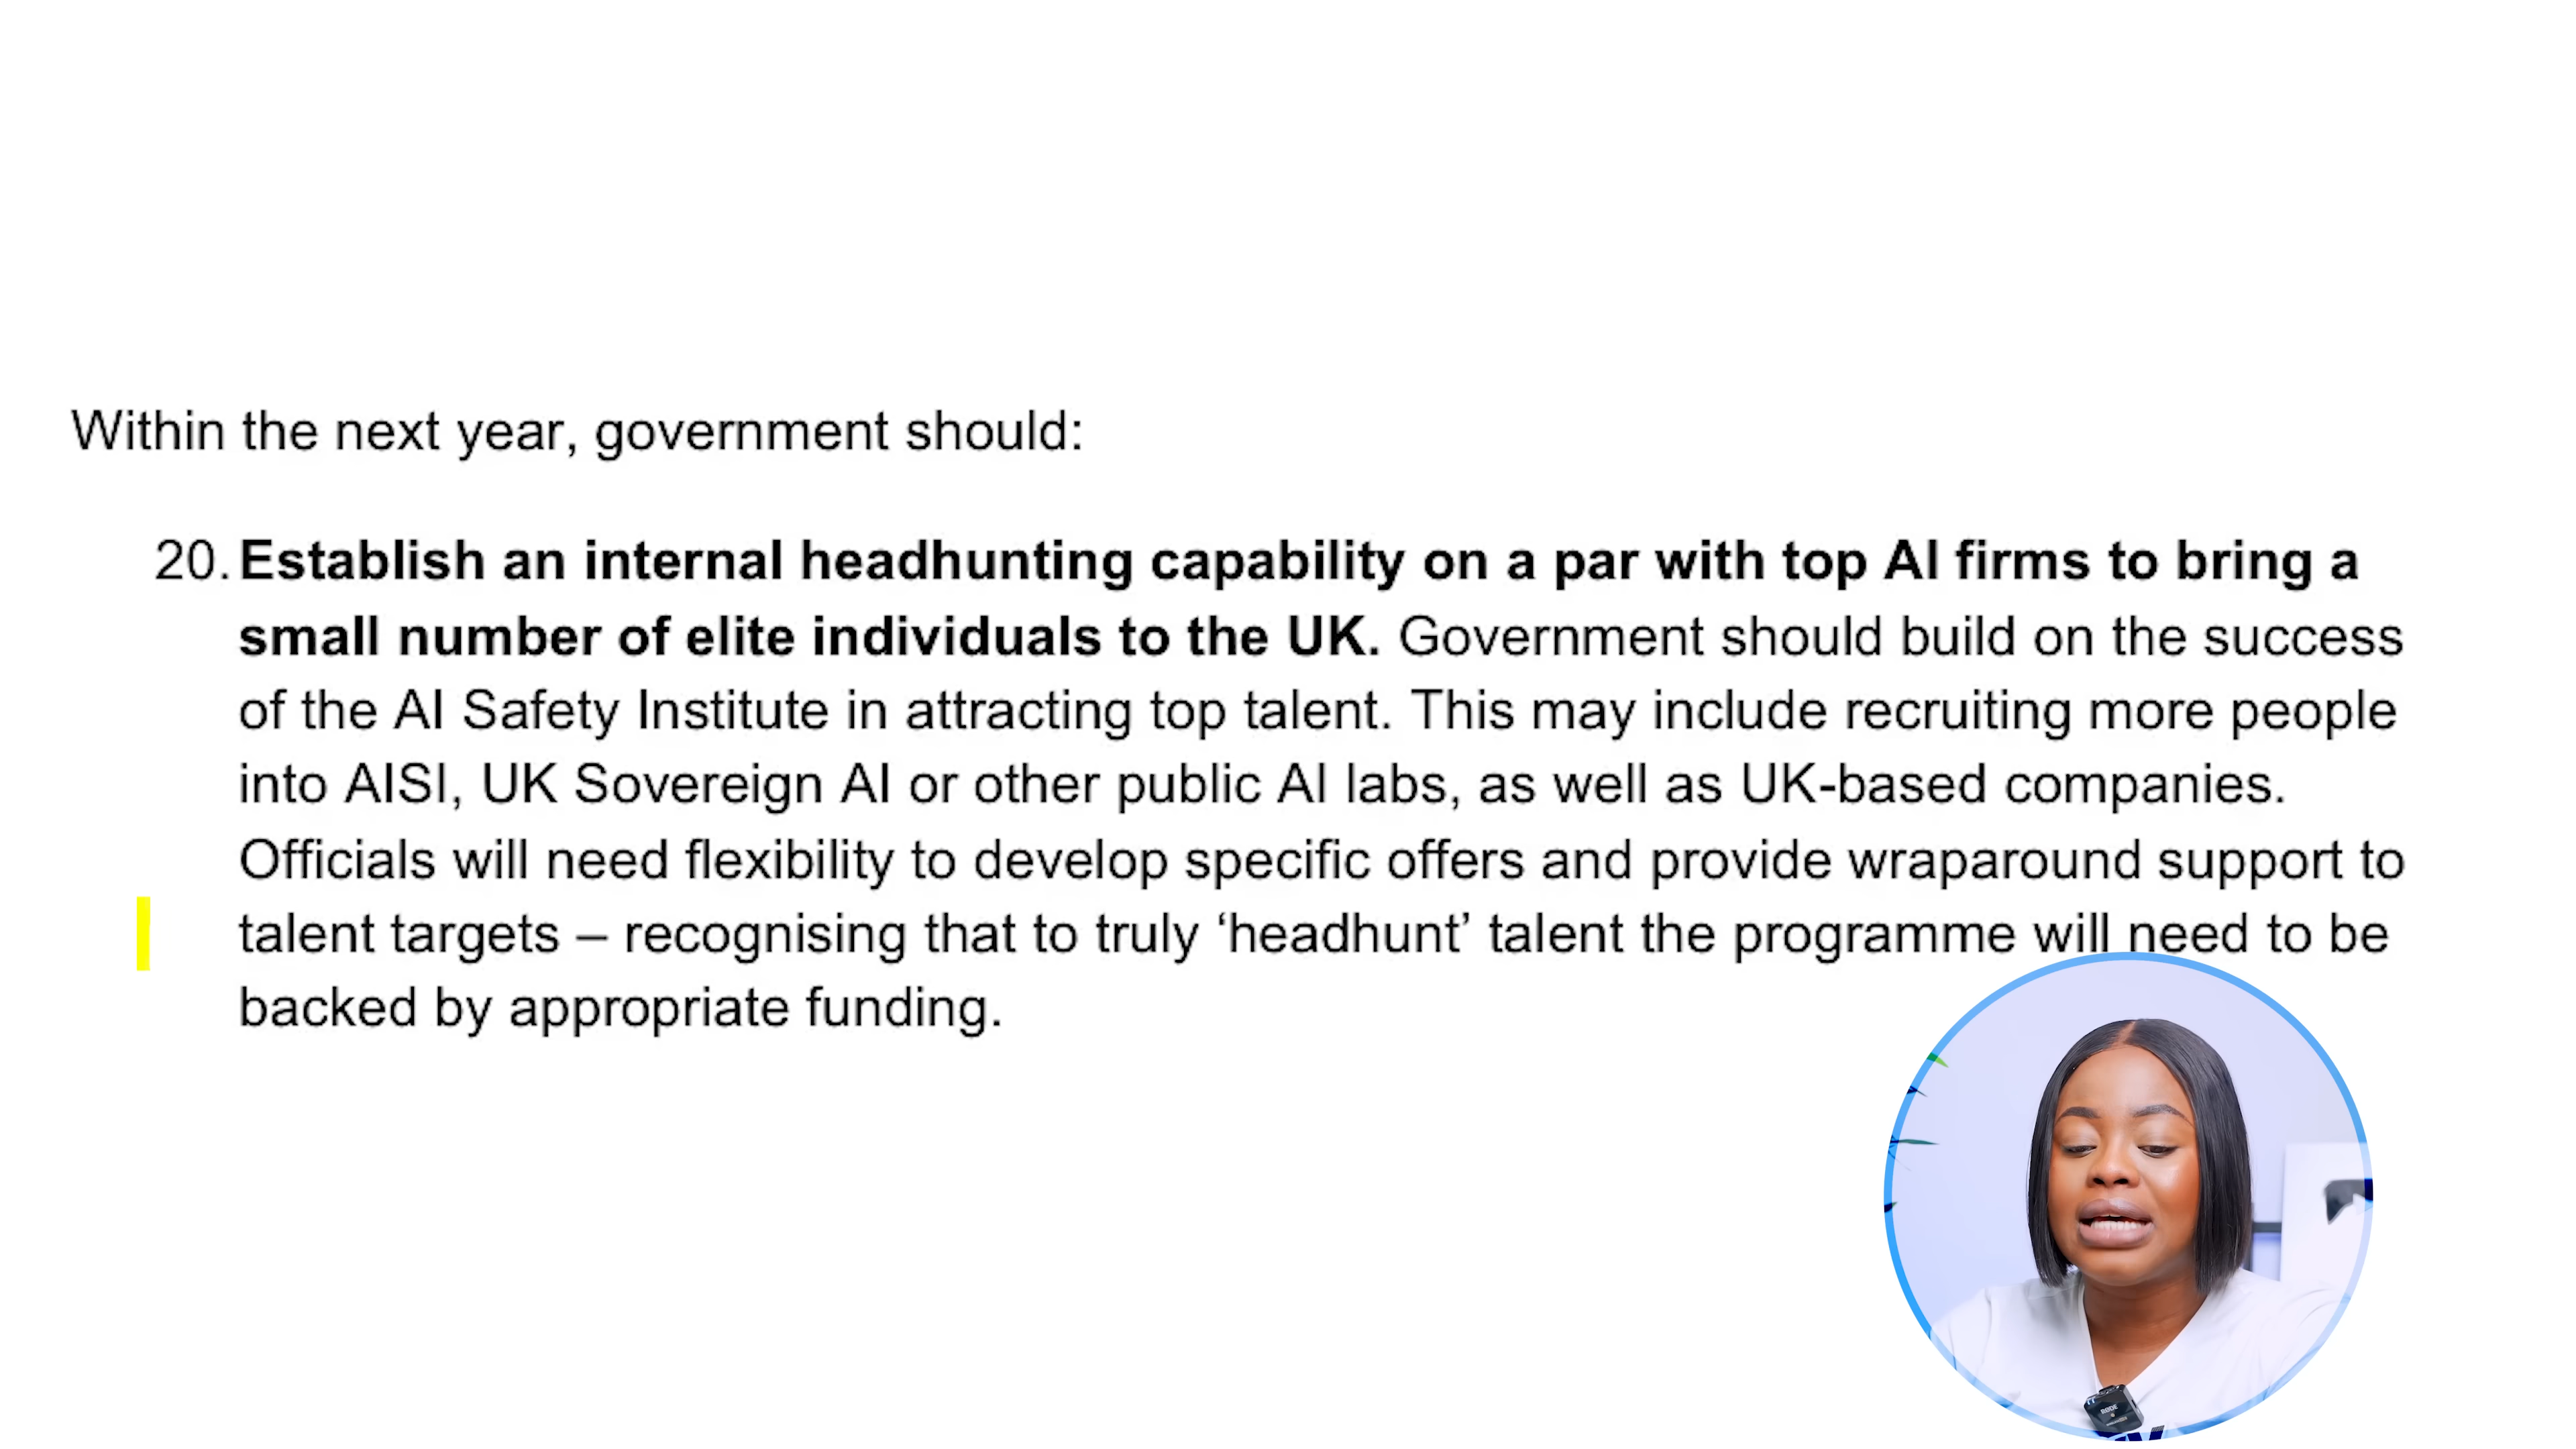 Within the next year, government should:
20. Establish an internal headhunting capability on a par with top AI firms to bring a
small number of elite individuals to the UK. Government should build on the success
of the AI Safety Institute in attracting top talent. This may include recruiting more people
into AISI, UK Sovereign AI or other public AI labs, as well as UK-based companies.
Officials will need flexibility to develop specific offers and provide wraparound support to
talent targets – recognising that to truly ‘headhunt’ talent the programme will need to be
backed by appropriate funding.
RØDE